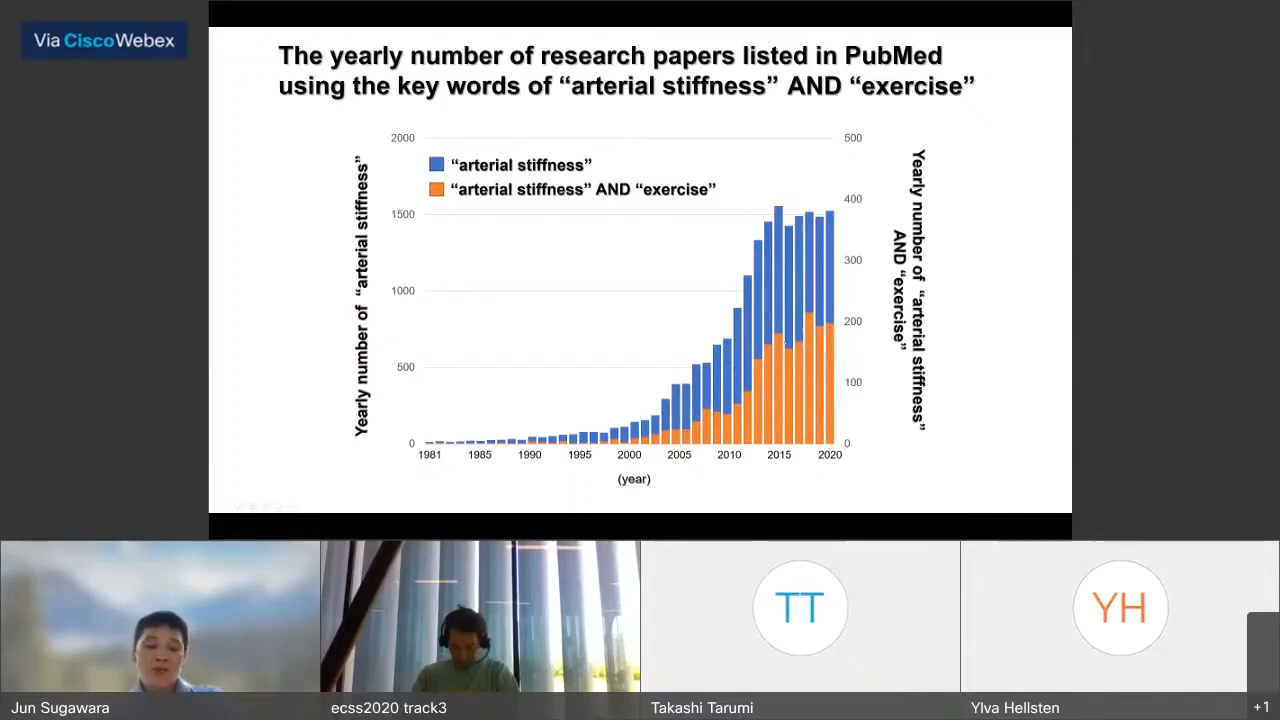 Via CiscoWebex
The yearly number of research papers listed in PubMed
using the key words of “arterial stiffness” AND “exercise”
2000
1500
1000
500
0
Yearly number of “arterial stiffness”
“arterial stiffness”
“arterial stiffness” AND “exercise”
500
400
300
200
100
0
Yearly number of “arterial stiffness”
AND “exercise”
1981
1985
1990
1995
2000
2005
2010
2015
2020
(year)
TT
YH
Jun Sugawara
ecss2020 track3
Takashi Tarumi
Ylva Hellsten
+1